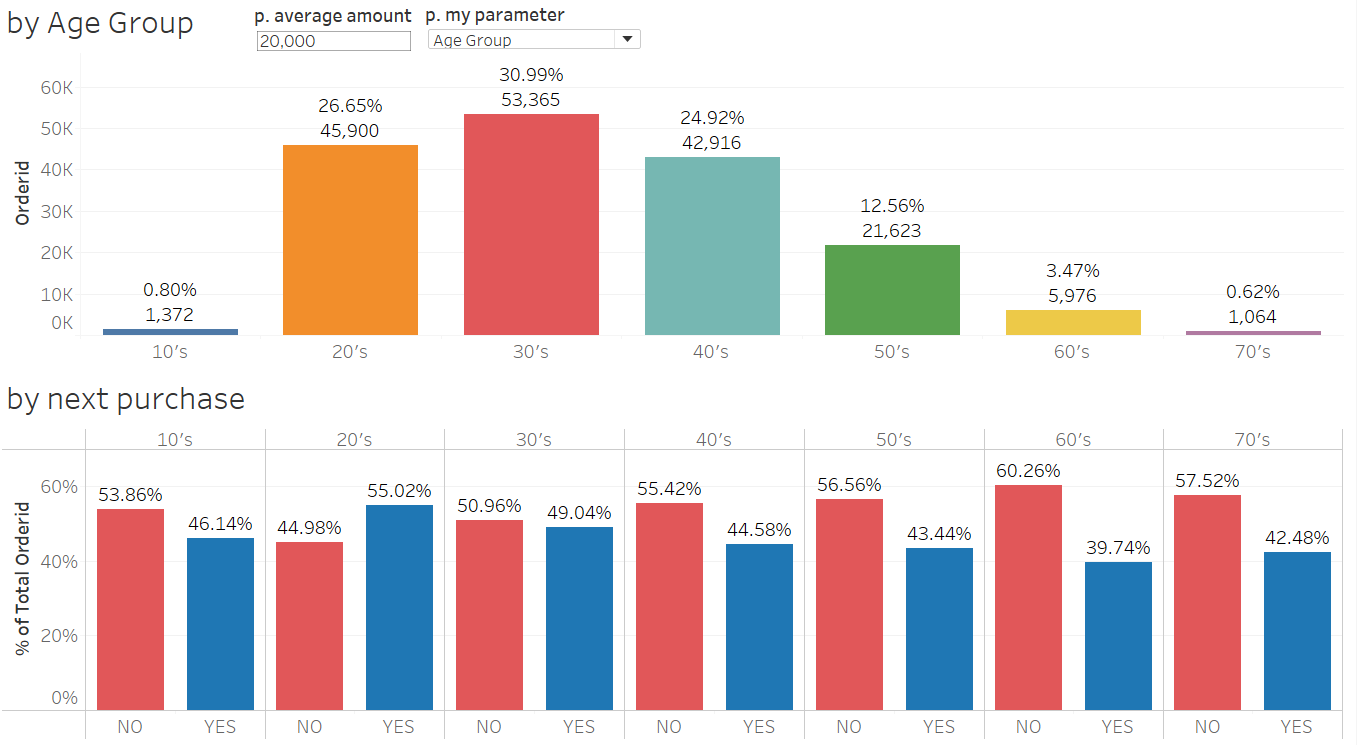 by Age Group
p. average amount
p. my parameter
20,000
Age Group
Orderid
60K
50K
40K
30K
20K
10K
0K
0.80%
1,372
26.65%
45,900
30.99%
53,365
24.92%
42,916
12.56%
21,623
3.47%
5,976
0.62%
1,064
10's
20's
30's
40's
50's
60's
70's
by next purchase
10's
20's
30's
40's
50's
60's
70's
% of Total Orderid
60%
40%
20%
0%
53.86%
46.14%
44.98%
55.02%
50.96%
49.04%
55.42%
44.58%
56.56%
43.44%
60.26%
39.74%
57.52%
42.48%
NO
YES
NO
YES
NO
YES
NO
YES
NO
YES
NO
YES
NO
YES